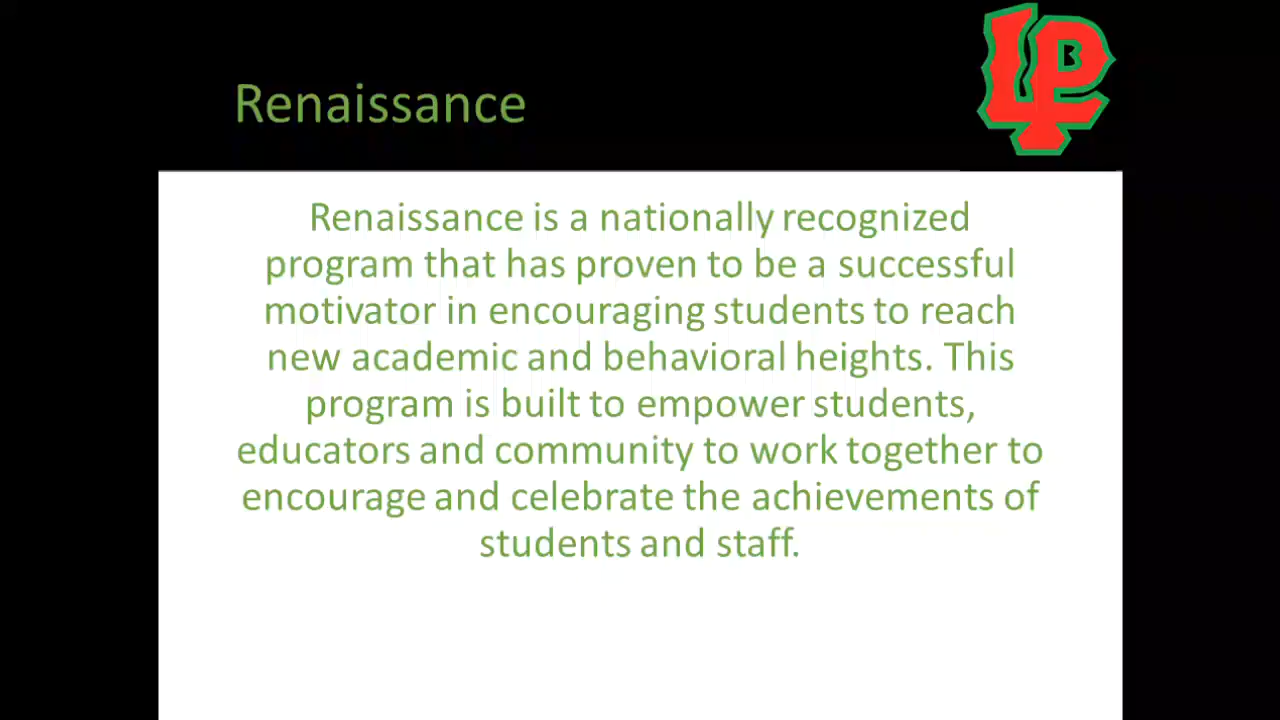 Renaissance
LPB
Renaissance is a nationally recognized
program that has proven to be a successful
motivator in encouraging students to reach
new academic and behavioral heights. This
program is built to empower students,
educators and community to work together to
encourage and celebrate the achievements of
students and staff.